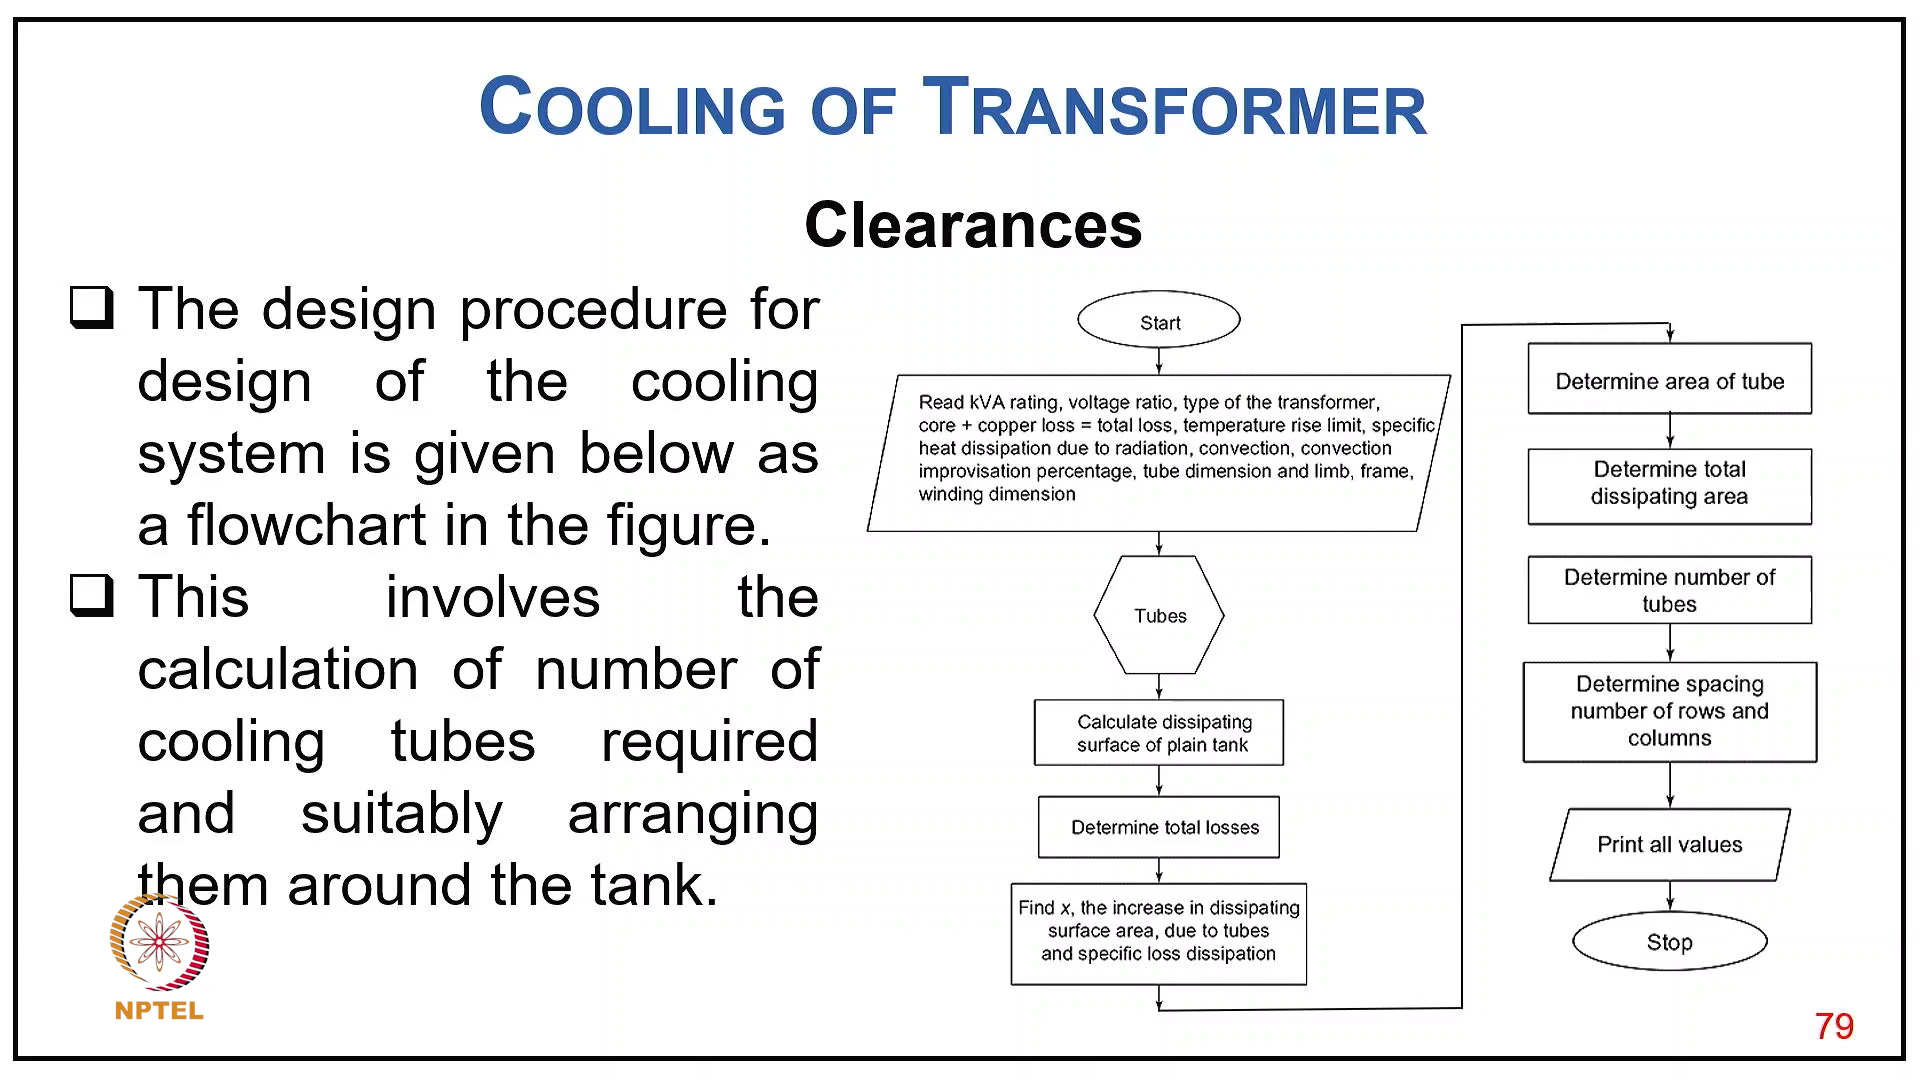 COOLING OF TRANSFORMER
Clearances
❑ The design procedure for
design of the cooling
system is given below as
a flowchart in the figure.
❑ This involves the
calculation of number of
cooling tubes required
and suitably arranging
them around the tank.
NPTEL
Start
Read kVA rating, voltage ratio, type of the transformer,
core + copper loss = total loss, temperature rise limit, specific
heat dissipation due to radiation, convection, convection
improvisation percentage, tube dimension and limb, frame,
winding dimension
Tubes
Calculate dissipating
surface of plain tank
Determine total losses
Find x, the increase in dissipating
surface area, due to tubes
and specific loss dissipation
Determine area of tube
Determine total
dissipating area
Determine number of
tubes
Determine spacing
number of rows and
columns
Print all values
Stop
79